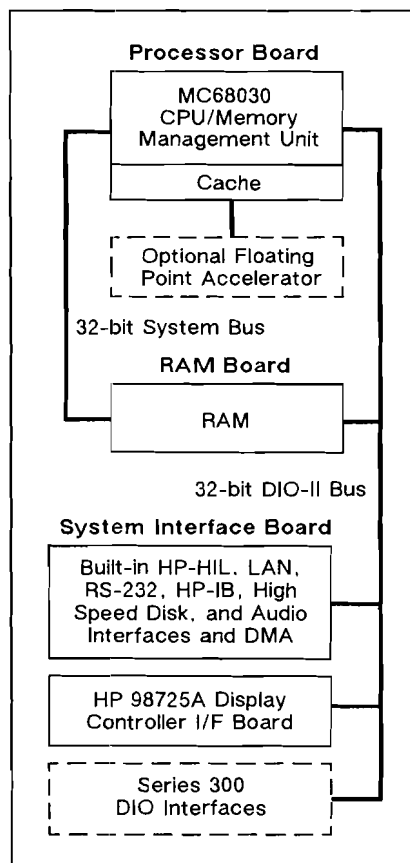 Processor Board
MC68030
CPU/Memory
Management Unit
Cache
Optional Floating
Point Accelerator
32-bit System Bus
RAM Board
RAM
32-bit DIO-II Bus
System Interface Board
Built-in HP-HIL, LAN,
RS-232, HP-IB, High
Speed Disk, and Audio
Interfaces and DMA
HP 98725A Display
Controller I/F Board
Series 300
DIO Interfaces